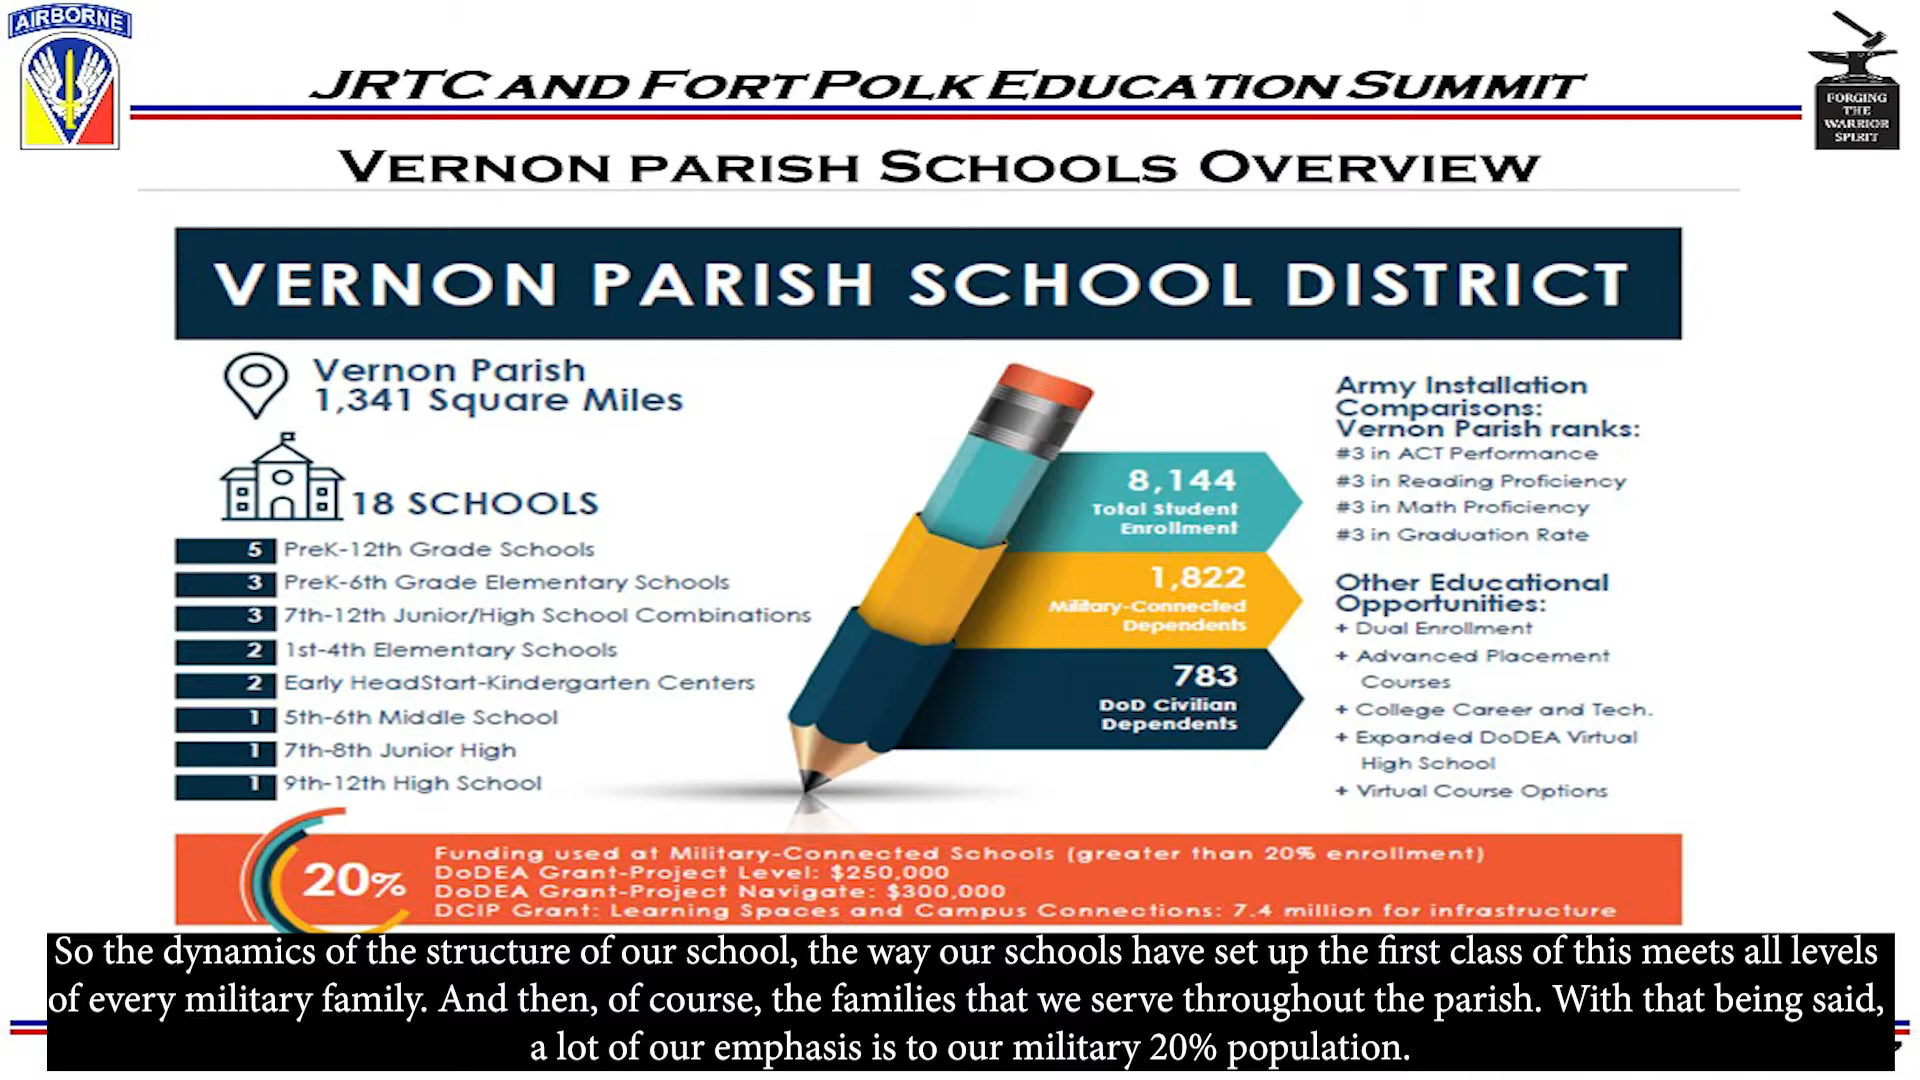 AIRBORNE
JRTC AND FORT POLK EDUCATION SUMMIT
FORGING
THE
WARRIOR
SPIRIT
VERNON PARISH SCHOOLS OVERVIEW
VERNON PARISH SCHOOL DISTRICT
Vernon Parish
1,341 Square Miles
18 SCHOOLS
5 PreK-12th Grade Schools
3 PreK-6th Grade Elementary Schools
3 7th-12th Junior/High School Combinations
2 1st-4th Elementary Schools
2 Early HeadStart-Kindergarten Centers
1 5th-6th Middle School
1 7th-8th Junior High
1 9th-12th High School
8,144
Total Student
Enrollment
1,822
Military-Connected
Dependents
783
DoD Civilian
Dependents
Army Installation
Comparisons:
Vernon Parish ranks:
#3 in ACT Performance
#3 in Reading Proficiency
#3 in Math Proficiency
#3 in Graduation Rate
Other Educational
Opportunities:
+ Dual Enrollment
+ Advanced Placement
Courses
+ College Career and Tech.
+ Expanded DoDEA Virtual
High School
+ Virtual Course Options
20%
Funding used at Military-Connected Schools (greater than 20% enrollment)
DoDEA Grant-Project Level: $250,000
DoDEA Grant-Project Navigate: $300,000
DCIP Grant: Learning Spaces and Campus Connections: 7.4 million for infrastructure
So the dynamics of the structure of our school, the way our schools have set up the first class of this meets all levels
of every military family. And then, of course, the families that we serve throughout the parish. With that being said,
a lot of our emphasis is to our military 20% population.